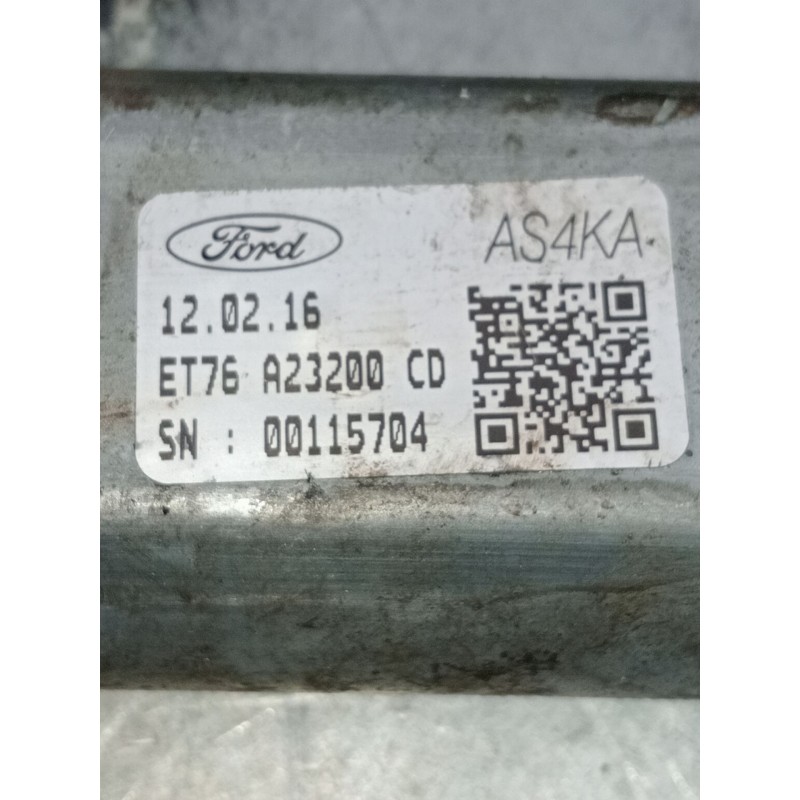 Ford
AS4KA
12.02.16
ET76 A23200 CD
SN : 00115704